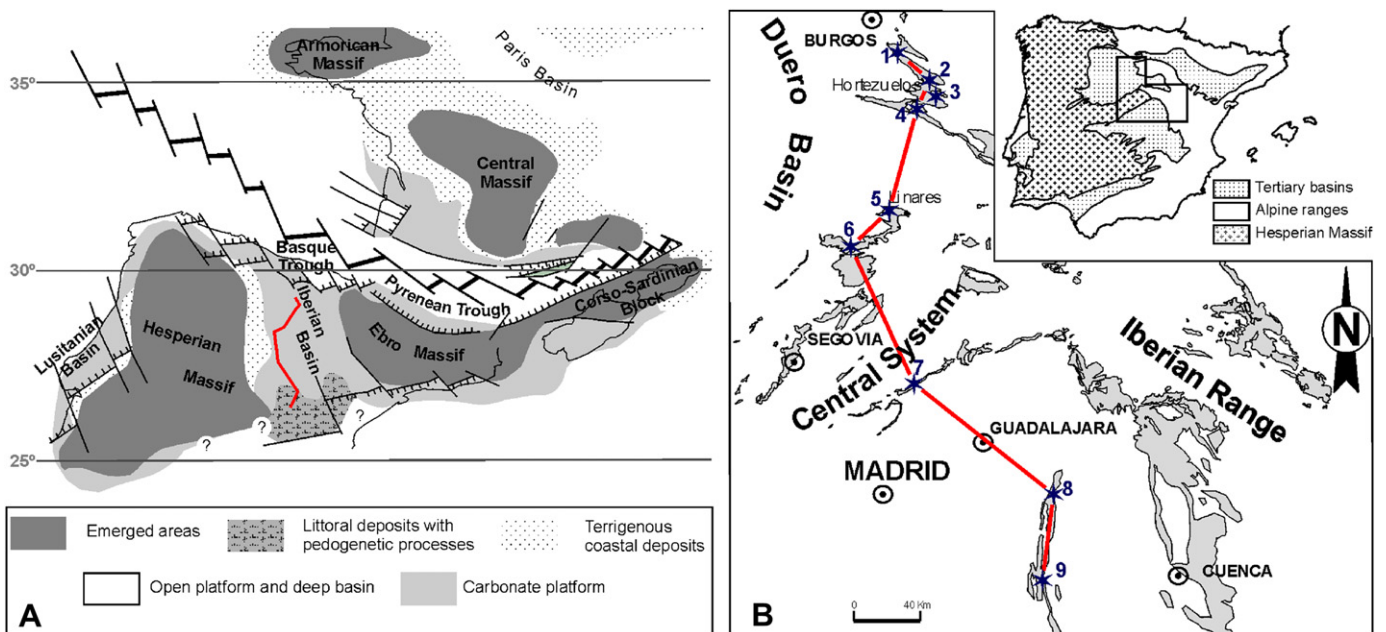 35º
30º
25º
Armorican
Massif
Paris Basin
Central
Massif
Basque
Trough
Pyrenean Trough
Corso-Sardinian
Block
Iberian
Basin
Ebro
Massif
Hesperian
Massif
Lusitanian
Basin
?
?
?
Emerged areas
Littoral deposits with
pedogenetic processes
Terrigenous
coastal deposits
Open platform and deep basin
Carbonate platform
A
Duero
Basin
BURGOS
1
2
Hortezuelos
3
4
5
Linares
6
SEGOVIA
Central System
7
Iberian Range
N
GUADALAJARA
MADRID
8
9
CUENCA
0
40 Km
B
Tertiary basins
Alpine ranges
Hesperian Massif